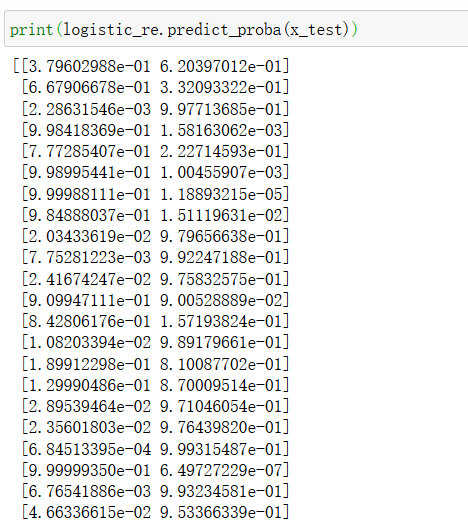 print(logistic_re.predict_proba(x_test))
[[3.79602988e-01 6.20397012e-01]
[6.67906678e-01 3.32093322e-01]
[2.28631546e-03 9.97713685e-01]
[9.98418369e-01 1.58163062e-03]
[7.77285407e-01 2.22714593e-01]
[9.98995441e-01 1.00455907e-03]
[9.99988111e-01 1.18893215e-05]
[9.84888037e-01 1.51119631e-02]
[2.03433619e-02 9.79656638e-01]
[7.75281223e-03 9.92247188e-01]
[2.41674247e-02 9.75832575e-01]
[9.09947111e-01 9.00528889e-02]
[8.42806176e-01 1.57193824e-01]
[1.08203394e-02 9.89179661e-01]
[1.89912298e-01 8.10087702e-01]
[1.29990486e-01 8.70009514e-01]
[2.89539464e-02 9.71046054e-01]
[2.35601803e-02 9.76439820e-01]
[6.84513395e-04 9.99315487e-01]
[9.99999350e-01 6.49727229e-07]
[6.76541886e-03 9.93234581e-01]
[4.66336615e-02 9.53366339e-01]